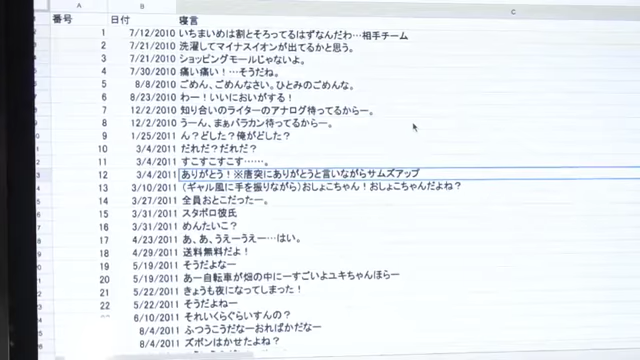 A B C
番号 日付 寝言
1 7/12/2010 いちまいめは割とそろってるはずなんだわ…相手チーム
2 7/21/2010 洗濯してマイナスイオンが出てるかと思う。
3 7/21/2010 ショッピングモールじゃないよ。
4 7/30/2010 痛い痛い！…そうだね。
5 8/8/2010 ごめん、ごめんなさい。ひとみのごめんな。
6 8/23/2010 わー！いいにおいがする！
7 12/2/2010 知り合いのライターのアナログ待ってるからー。
8 12/2/2010 うーん、まぁバラカン待ってるからー。
9 1/25/2011 ん？どした？俺がどした？
10 3/4/2011 だれだ？だれだ？
11 3/4/2011 すこすこすこす……。
12 3/4/2011 ありがとう！※唐突にありがとうと言いながらサムズアップ
13 3/10/2011 （ギャル風に手を振りながら）おしょこちゃん！おしょこちゃんだよね？
14 3/27/2011 全員おとこだったー。
15 3/31/2011 スタボロ彼氏
16 3/31/2011 めんたいこ？
17 4/23/2011 あ、あ、うえーうえー…はい。
18 4/29/2011 送料無料だよ！
19 5/19/2011 そうだよなー
20 5/19/2011 あー自転車が畑の中にーすごいよユキちゃんほらー
21 5/22/2011 きょうも夜になってしまった！
22 5/22/2011 そうだよねー
6/10/2011 それいくらぐらいすんの？
8/4/2011 ふつうこうだなーおればかだなー
8/4/2011 ズボンはかせたよね？